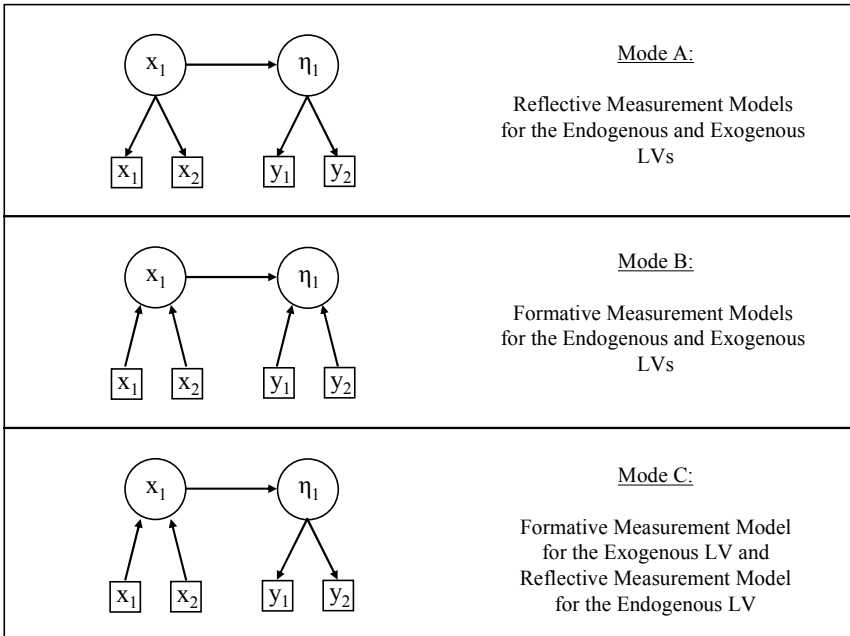 x₁ η₁
x₁ x₂ y₁ y₂
Mode A:
Reflective Measurement Models
for the Endogenous and Exogenous
LVs
x₁ η₁
x₁ x₂ y₁ y₂
Mode B:
Formative Measurement Models
for the Endogenous and Exogenous
LVs
x₁ η₁
x₁ x₂ y₁ y₂
Mode C:
Formative Measurement Model
for the Exogenous LV and
Reflective Measurement Model
for the Endogenous LV